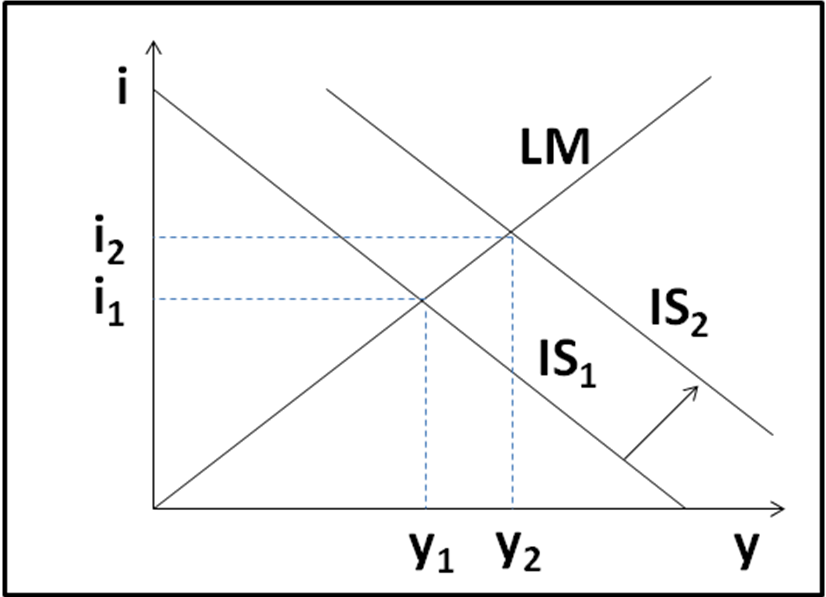 i
LM
i₂
i₁
IS₂
IS₁
y₁
y₂
y